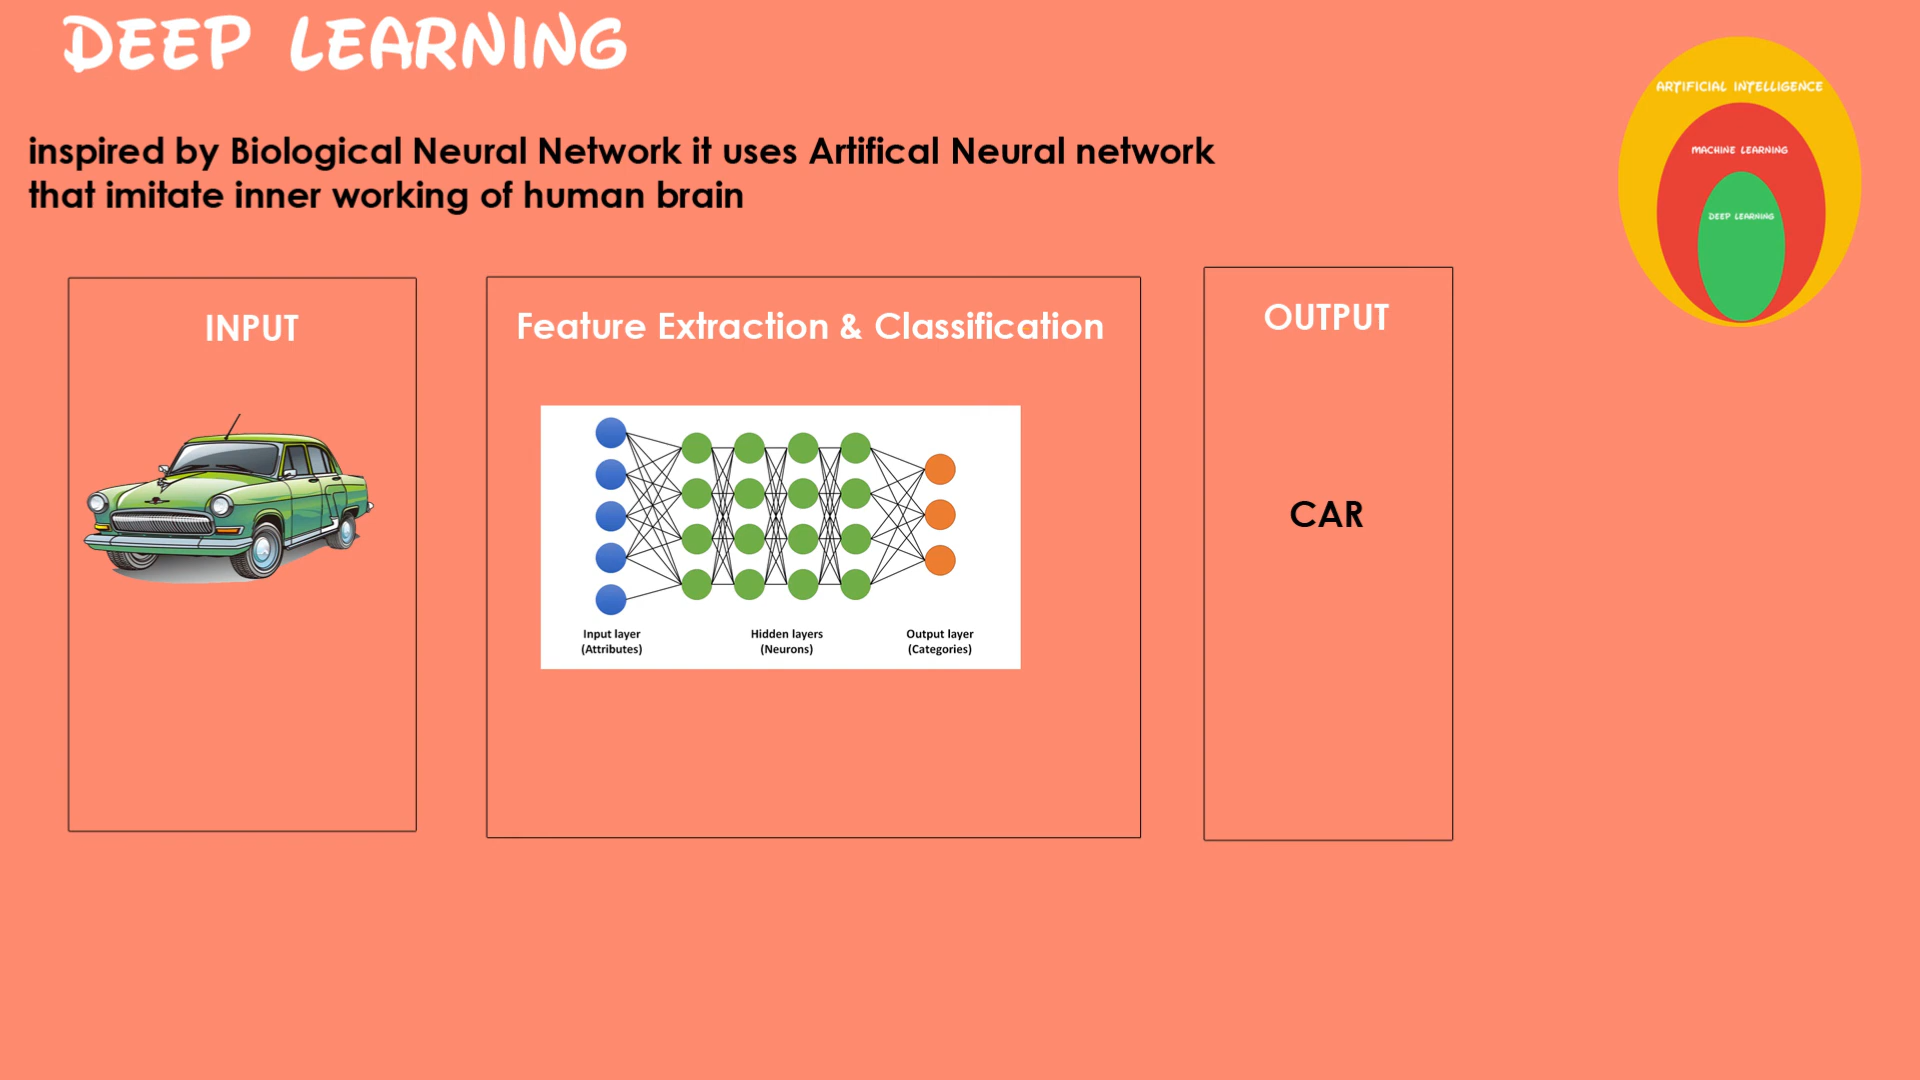 DEEP LEARNING
inspired by Biological Neural Network it uses Artifical Neural network
that imitate inner working of human brain
ARTIFICIAL INTELLIGENCE
MACHINE LEARNING
DEEP LEARNING
INPUT
Feature Extraction & Classification
Input layer
(Attributes)
Hidden layers
(Neurons)
Output layer
(Categories)
OUTPUT
CAR